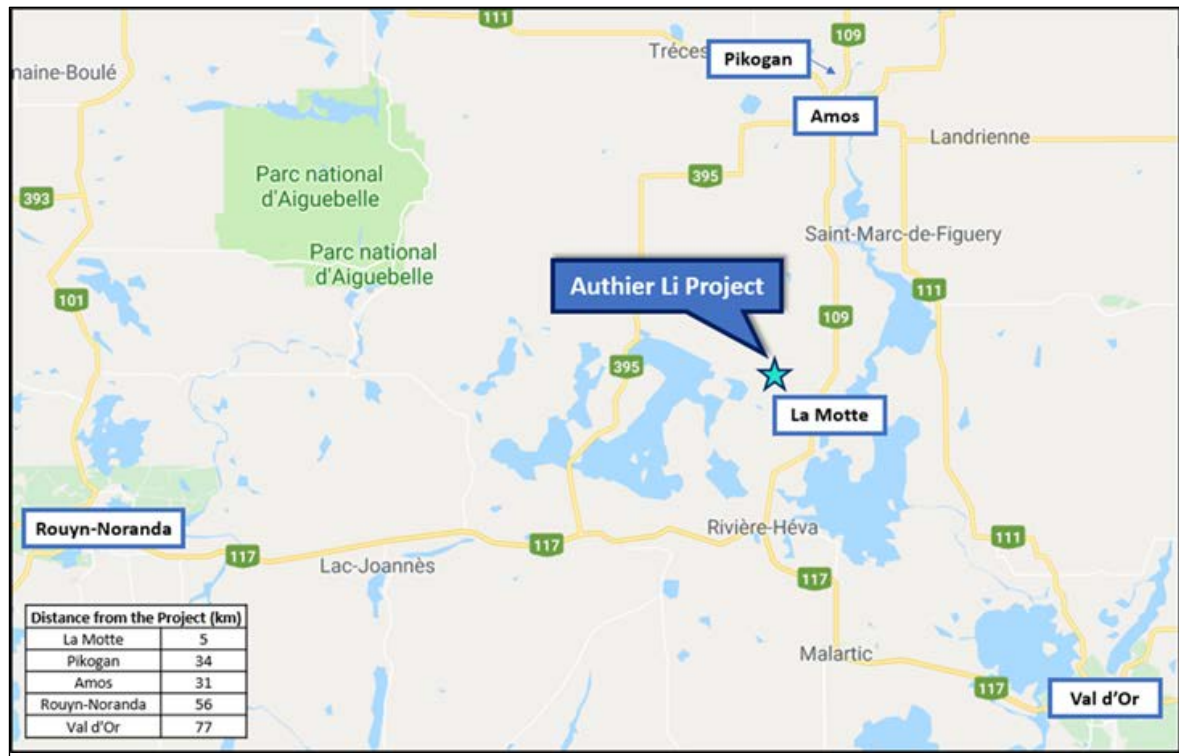 111
109
Tréces
Pikogan
naine-Boulé
Amos
Landrienne
Parc national
d'Aiguebelle
395
393
Saint-Marc-de-Figuery
Parc national
d'Aiguebelle
Authier Li Project
111
101
109
395
La Motte
Rouyn-Noranda
Rivière-Héva
117
117
111
Lac-Joannès
117
Distance from the Project (km)
La Motte 5
Pikogan 34
Amos 31
Rouyn-Noranda 56
Val d'Or 77
Malartic
117
Val d'Or